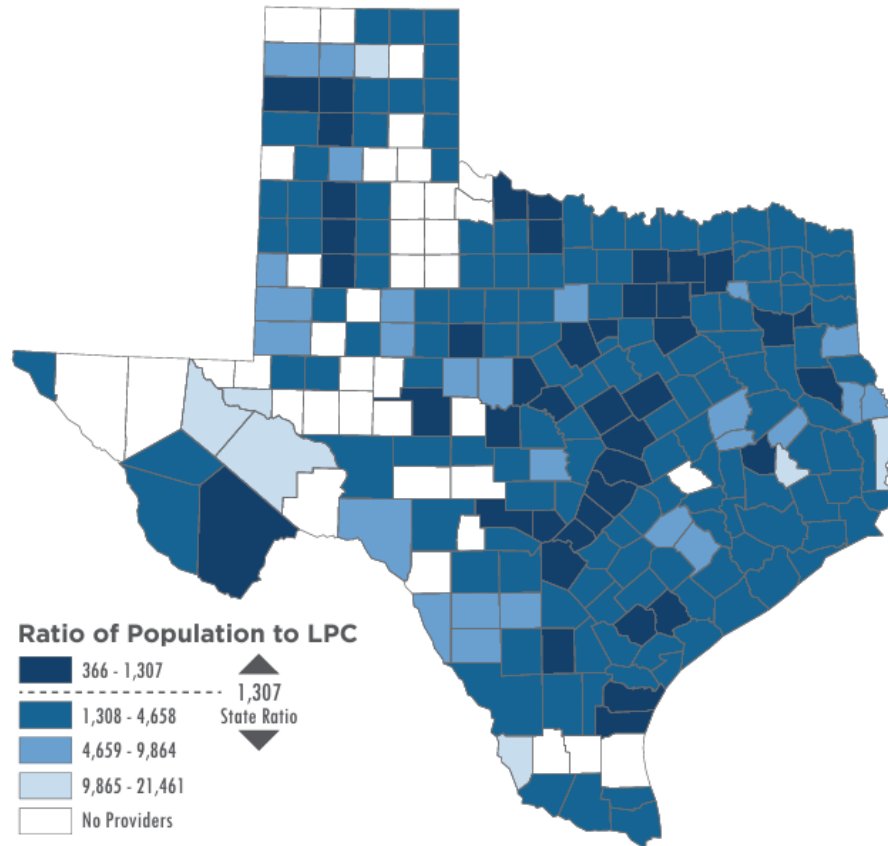 Ratio of Population to LPC
366 - 1,307
1,307
State Ratio
1,308 - 4,658
4,659 - 9,864
9,865 - 21,461
No Providers